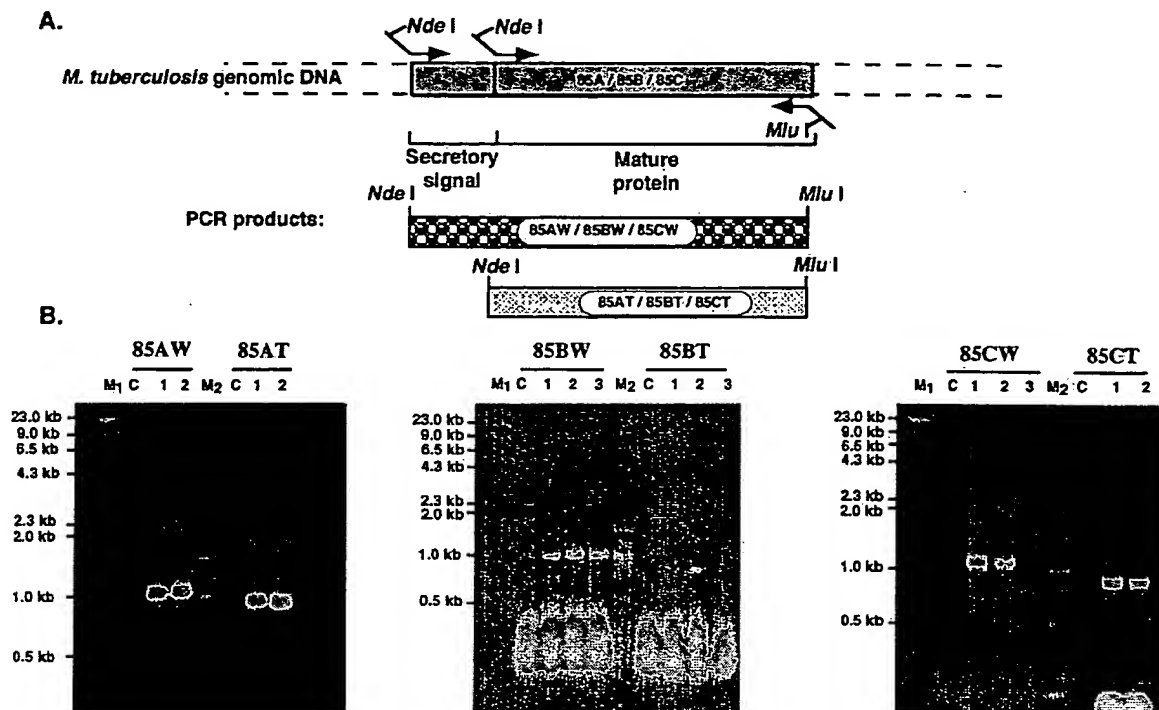 A.
Nde I Nde I
M. tuberculosis genomic DNA 85A / 85B / 85C
Mlu I
Secretory signal
Mature protein
Nde I Mlu I
PCR products: 85AW / 85BW / 85CW
Nde I Mlu I
85AT / 85BT / 85CT
B.
85AW 85AT
M1 C 1 2 M2 C 1 2
23.0 kb
9.0 kb
6.5 kb
4.3 kb
2.3 kb
2.0 kb
1.0 kb
0.5 kb
85BW 85BT
M1 C 1 2 3 M2 C 1 2 3
23.0 kb
9.0 kb
6.5 kb
4.3 kb
2.3 kb
2.0 kb
1.0 kb
0.5 kb
85CW 85CT
M1 C 1 2 3 M2 C 1 2
23.0 kb
9.0 kb
6.5 kb
4.3 kb
2.3 kb
2.0 kb
1.0 kb
0.5 kb